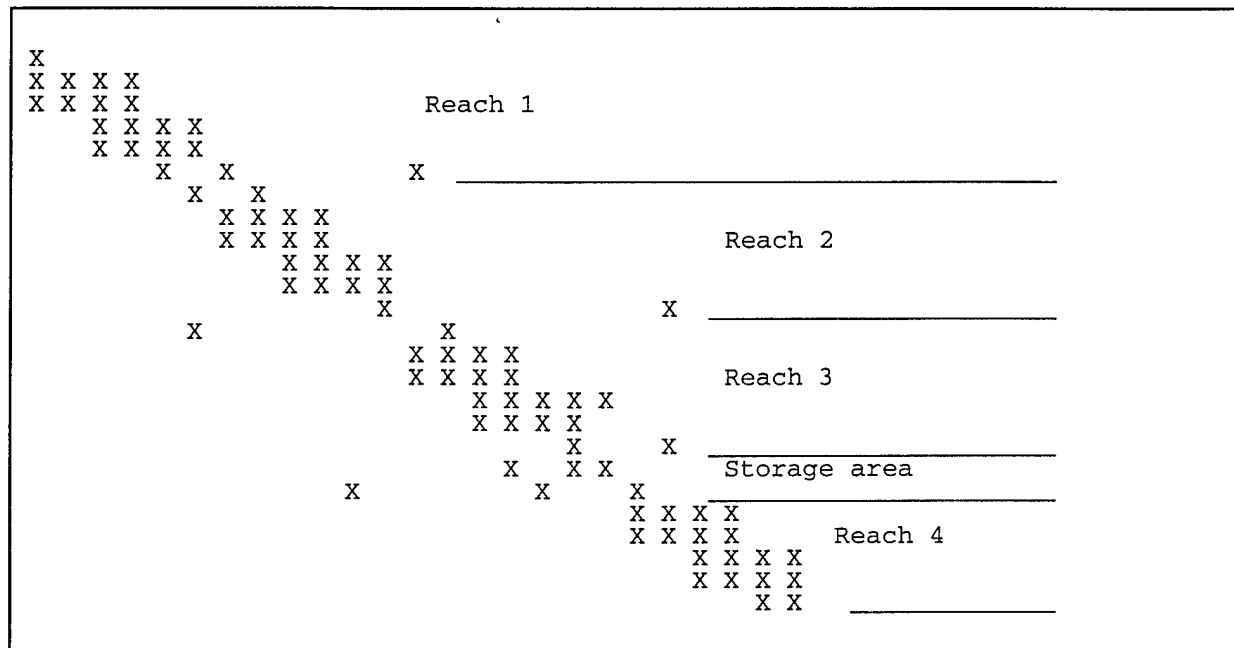 X
X X X X
X X X X Reach 1
X X X X
X X X X
X X X
X X
X X X X
X X X X Reach 2
X X X X
X X X X
X X
X X
X X X X
X X X X Reach 3
X X X X X
X X X X
X X
X X X Storage area
X X X
X X X X
X X X X Reach 4
X X X X
X X X X
X X